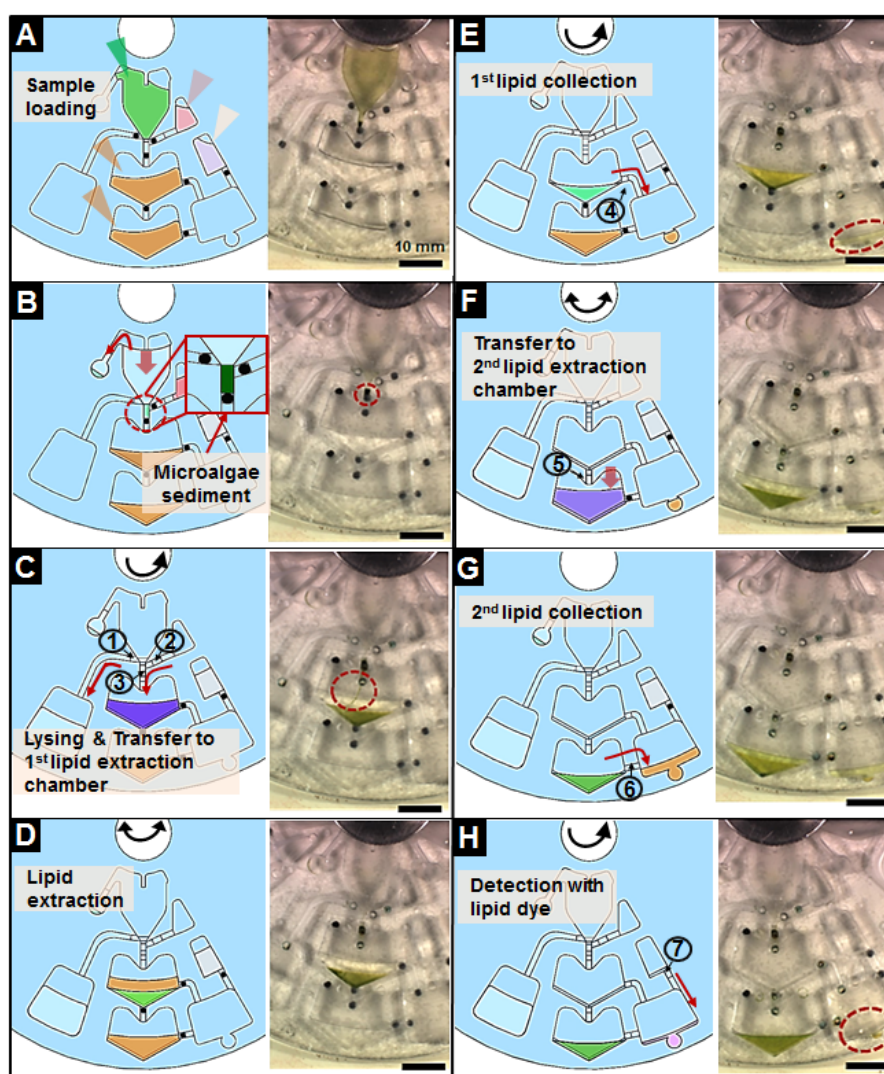 A
Sample
loading
10 mm
B
Microalgae
sediment
C
1
2
3
Lysing & Transfer to
1st lipid extraction
chamber
D
Lipid
extraction
E
1st lipid collection
4
F
Transfer to
2nd lipid extraction
chamber
5
G
2nd lipid collection
6
H
Detection with
lipid dye
7